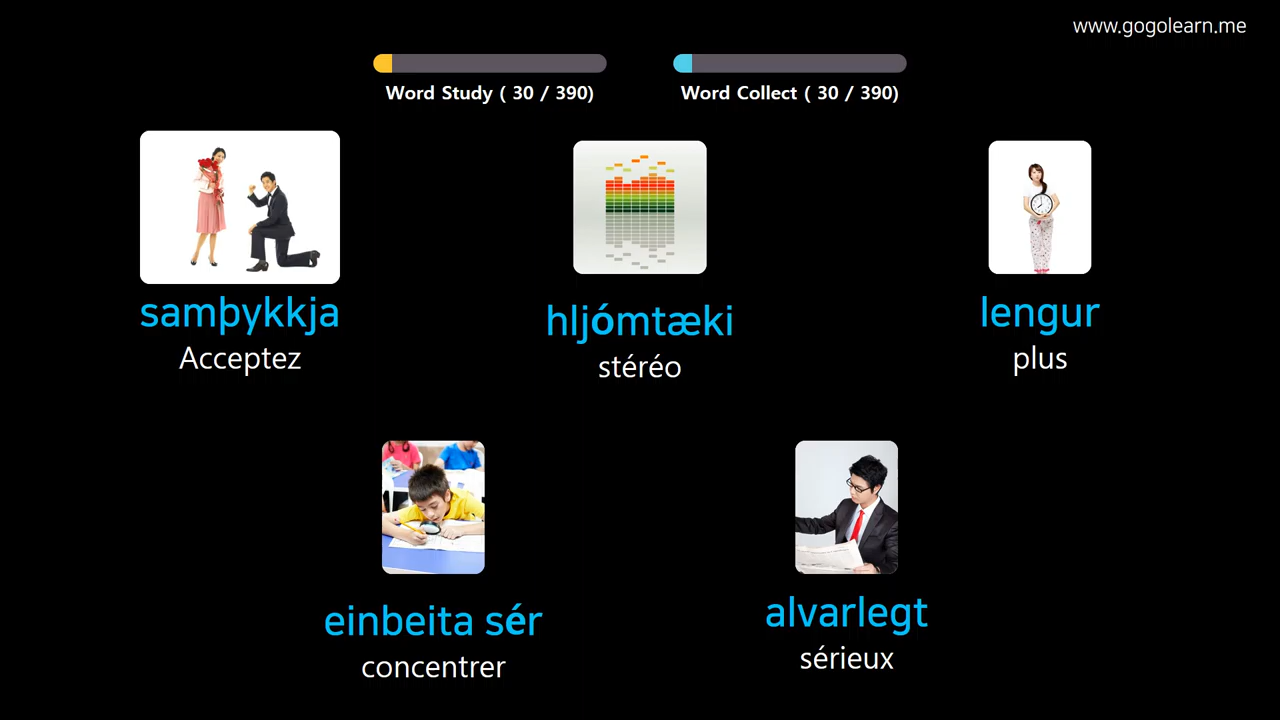 www.gogolearn.me
Word Study ( 30 / 390)
Word Collect ( 30 / 390)
samþykkja
Acceptez
hljómtæki
stéréo
lengur
plus
einbeita sér
concentrer
alvarlegt
sérieux